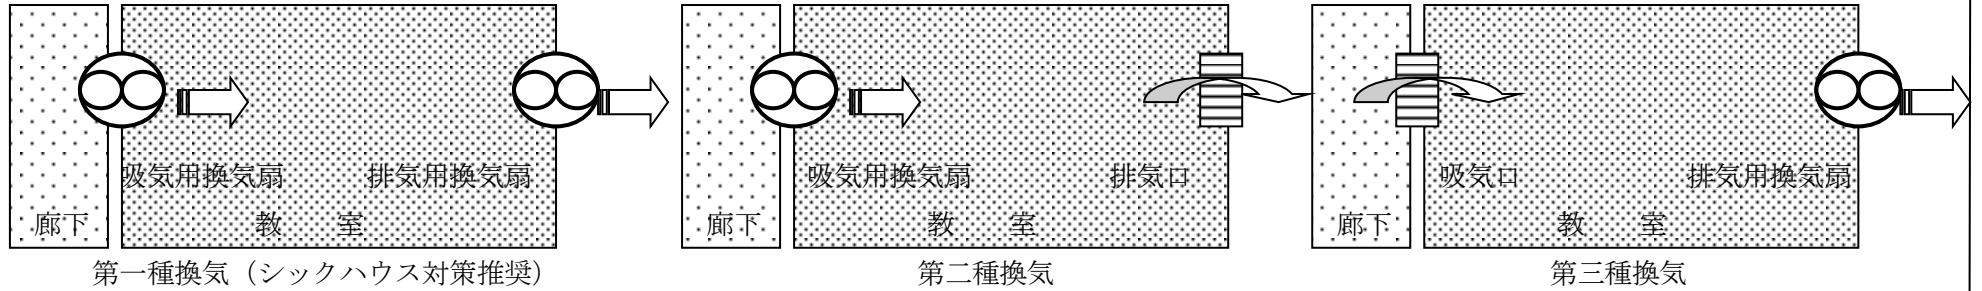 吸気用換気扇 排気用換気扇
廊下 教 室
第一種換気（シックハウス対策推奨）
吸気用換気扇 排気口
廊下 教 室
第二種換気
吸気口 排気用換気扇
廊下 教 室
第三種換気